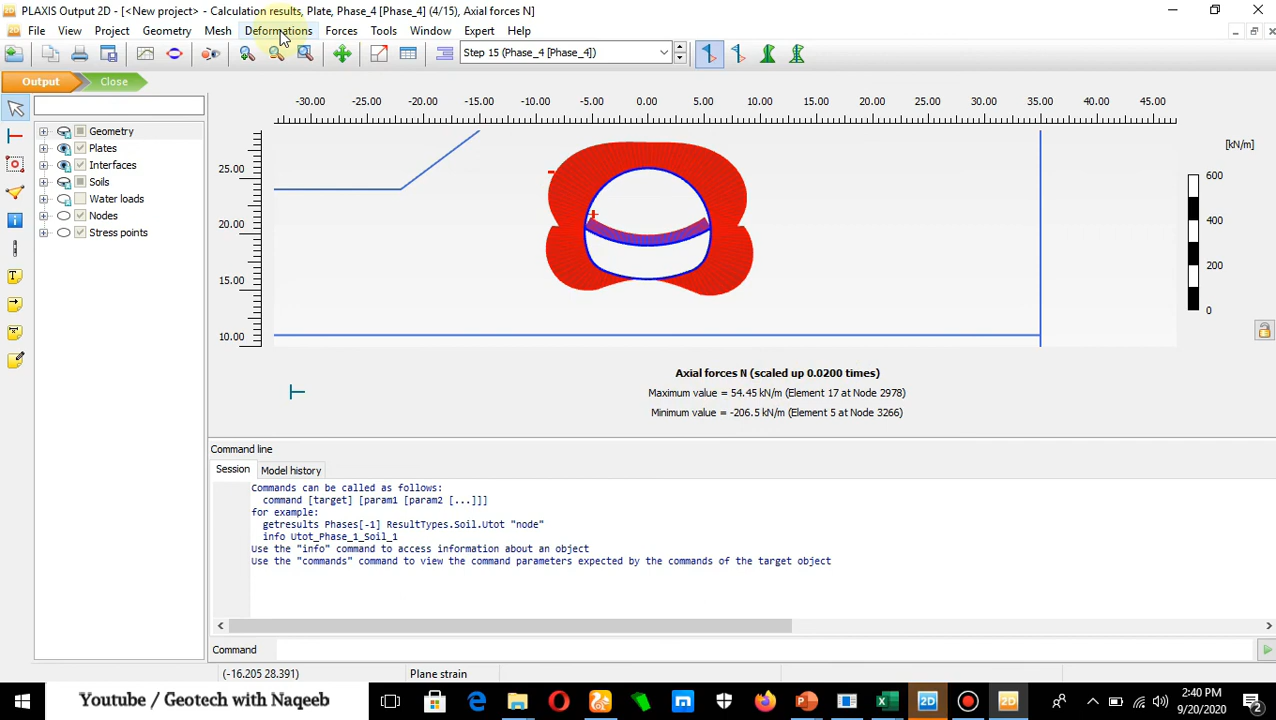 PLAXIS Output 2D - [<New project> - Calculation results, Plate, Phase_4 [Phase_4] (4/15), Axial forces N]
File View Project Geometry Mesh Deformations Forces Tools Window Expert Help
Step 15 (Phase_4 [Phase_4])
Output Close
-30.00 -25.00 -20.00 -15.00 -10.00 -5.00 0.00 5.00 10.00 15.00 20.00 25.00 30.00 35.00 40.00 45.00
Geometry
Plates
Interfaces
Soils
Water loads
Nodes
Stress points
25.00
20.00
15.00
10.00
[kN/m]
600
400
200
0
Axial forces N (scaled up 0.0200 times)
Maximum value = 54.45 kN/m (Element 17 at Node 2978)
Minimum value = -206.5 kN/m (Element 5 at Node 3266)
Command line
Session Model history
Commands can be called as follows:
command [target] [param1 [param2 [...]]]
for example:
getresults Phases[-1] ResultTypes.Soil.Utot "node"
info Utot_Phase_1_Soil_1
Use the "info" command to access information about an object
Use the "commands" command to view the command parameters expected by the commands of the target object
Command
(-16.205 28.391) Plane strain
Youtube / Geotech with Naqeeb
2:40 PM
9/20/2020
2